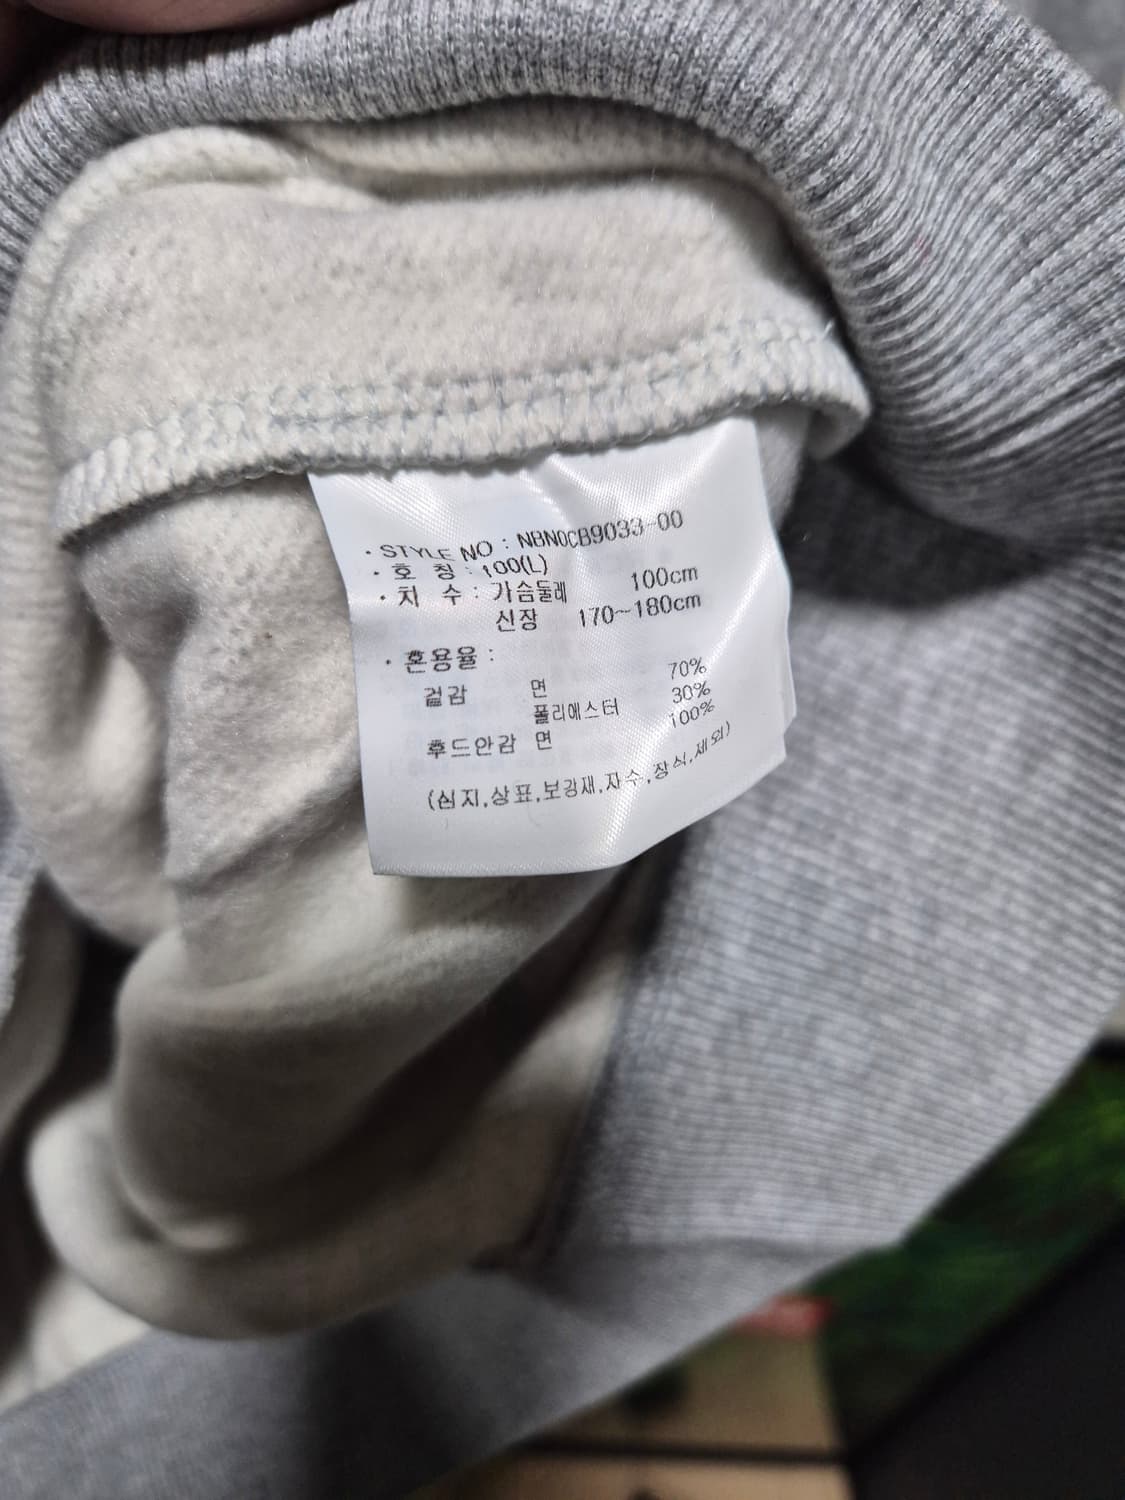 · STYLE NO : NBN0CB9033-00
· 호 칭 : 100(L)
· 치 수 : 가슴둘레 100cm
신장 170~180cm
· 혼용율 :
겉감 면 70%
폴리에스터 30%
후드안감 면 100%
(심지,상표,보강재,자수,장식,제외)